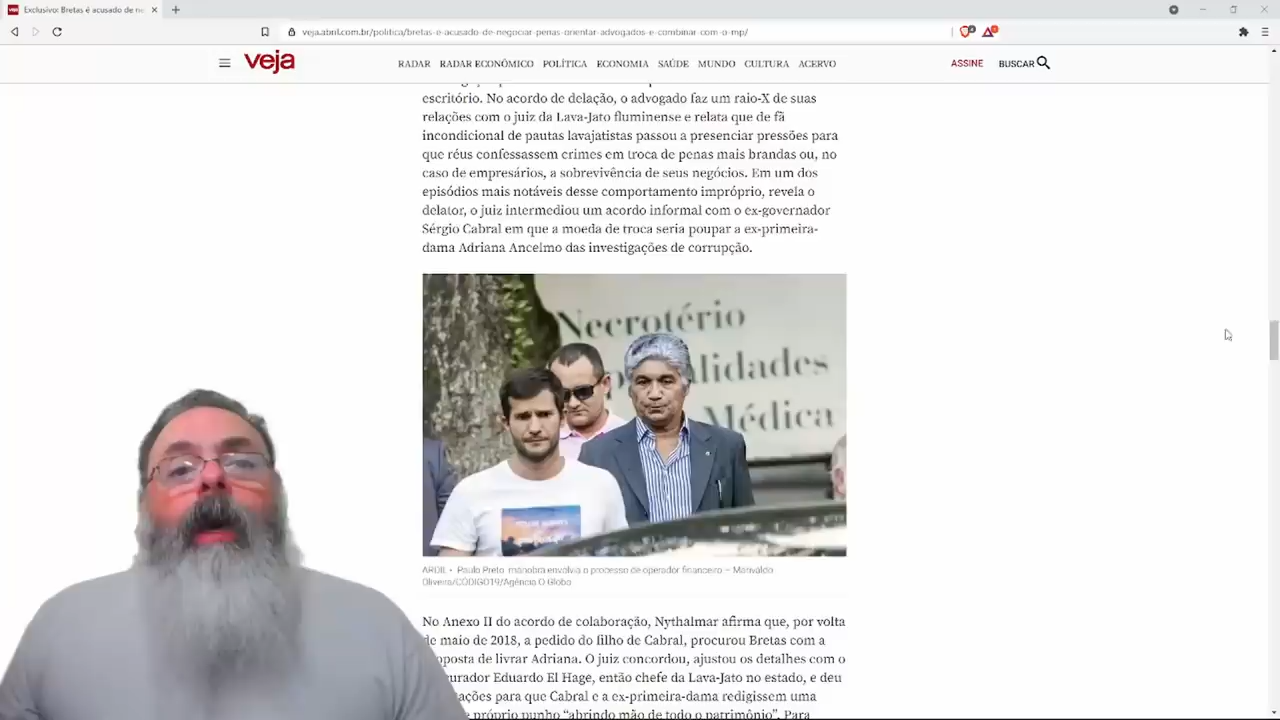 Exclusivo: Bretas é acusado de ne
veja.abril.com.br/politica/bretas-e-acusado-de-negociar-penas-orientar-advogados-e-combinar-com-o-mp/
veja
RADAR RADAR ECONÔMICO POLÍTICA ECONOMIA SAÚDE MUNDO CULTURA ACERVO
ASSINE BUSCAR
escritório. No acordo de delação, o advogado faz um raio-X de suas
relações com o juiz da Lava-Jato fluminense e relata que de fã
incondicional de pautas lavajatistas passou a presenciar pressões para
que réus confessassem crimes em troca de penas mais brandas ou, no
caso de empresários, a sobrevivência de seus negócios. Em um dos
episódios mais notáveis desse comportamento impróprio, revela o
delator, o juiz intermediou um acordo informal com o ex-governador
Sérgio Cabral em que a moeda de troca seria poupar a ex-primeira-
dama Adriana Ancelmo das investigações de corrupção.
Necrotério
alidades
Médica
ARDIL • Paulo Preto: manobra envolvia o processo de operador financeiro – Marivaldo
Oliveira/CÓDIGO19/Agência O Globo
No Anexo II do acordo de colaboração, Nythalmar afirma que, por volta
de maio de 2018, a pedido do filho de Cabral, procurou Bretas com a
oposta de livrar Adriana. O juiz concordou, ajustou os detalhes com o
urador Eduardo El Hage, então chefe da Lava-Jato no estado, e deu
tações para que Cabral e a ex-primeira-dama redigissem uma
próprio punho “abrindo mão de todo o patrimônio”. Para